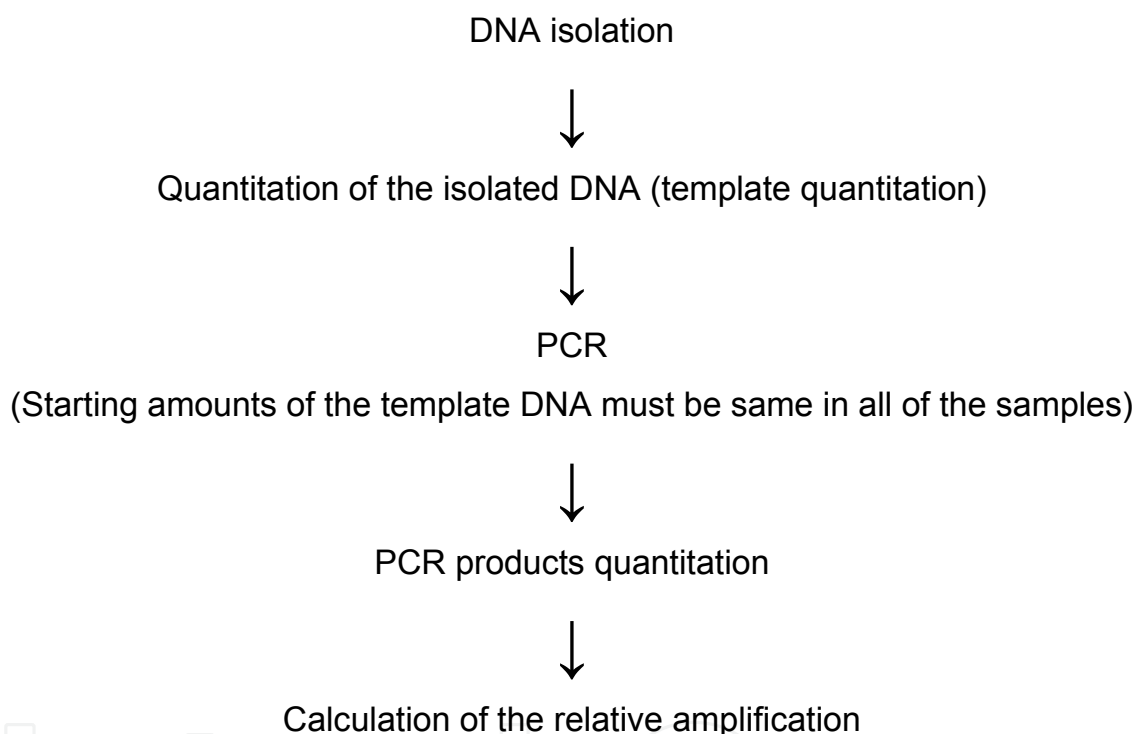 DNA isolation
Quantitation of the isolated DNA (template quantitation)
PCR
(Starting amounts of the template DNA must be same in all of the samples)
PCR products quantitation
Calculation of the relative amplification